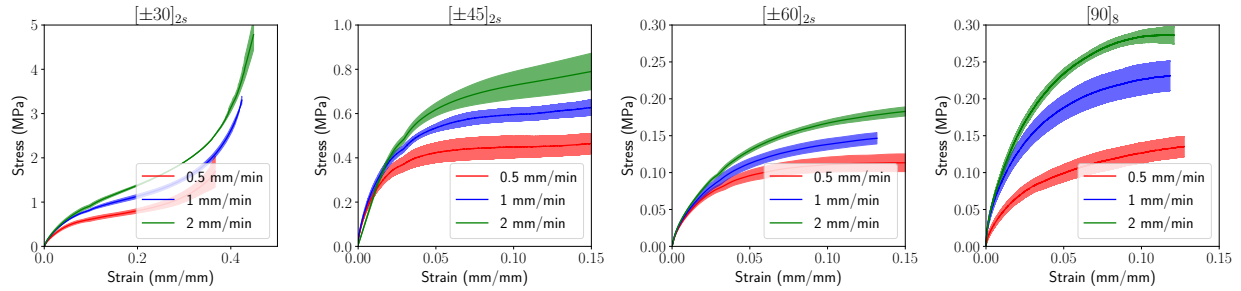 [±30]2s
5
4
3
2
1
0
Stress (MPa)
0.0
0.2
0.4
Strain (mm/mm)
0.5 mm/min
1 mm/min
2 mm/min
[±45]2s
1.0
0.8
0.6
0.4
0.2
0.0
Stress (MPa)
0.00
0.05
0.10
0.15
Strain (mm/mm)
0.5 mm/min
1 mm/min
2 mm/min
[±60]2s
0.30
0.25
0.20
0.15
0.10
0.05
0.00
Stress (MPa)
0.00
0.05
0.10
0.15
Strain (mm/mm)
0.5 mm/min
1 mm/min
2 mm/min
[90]8
0.30
0.25
0.20
0.15
0.10
0.05
0.00
Stress (MPa)
0.00
0.05
0.10
0.15
Strain (mm/mm)
0.5 mm/min
1 mm/min
2 mm/min